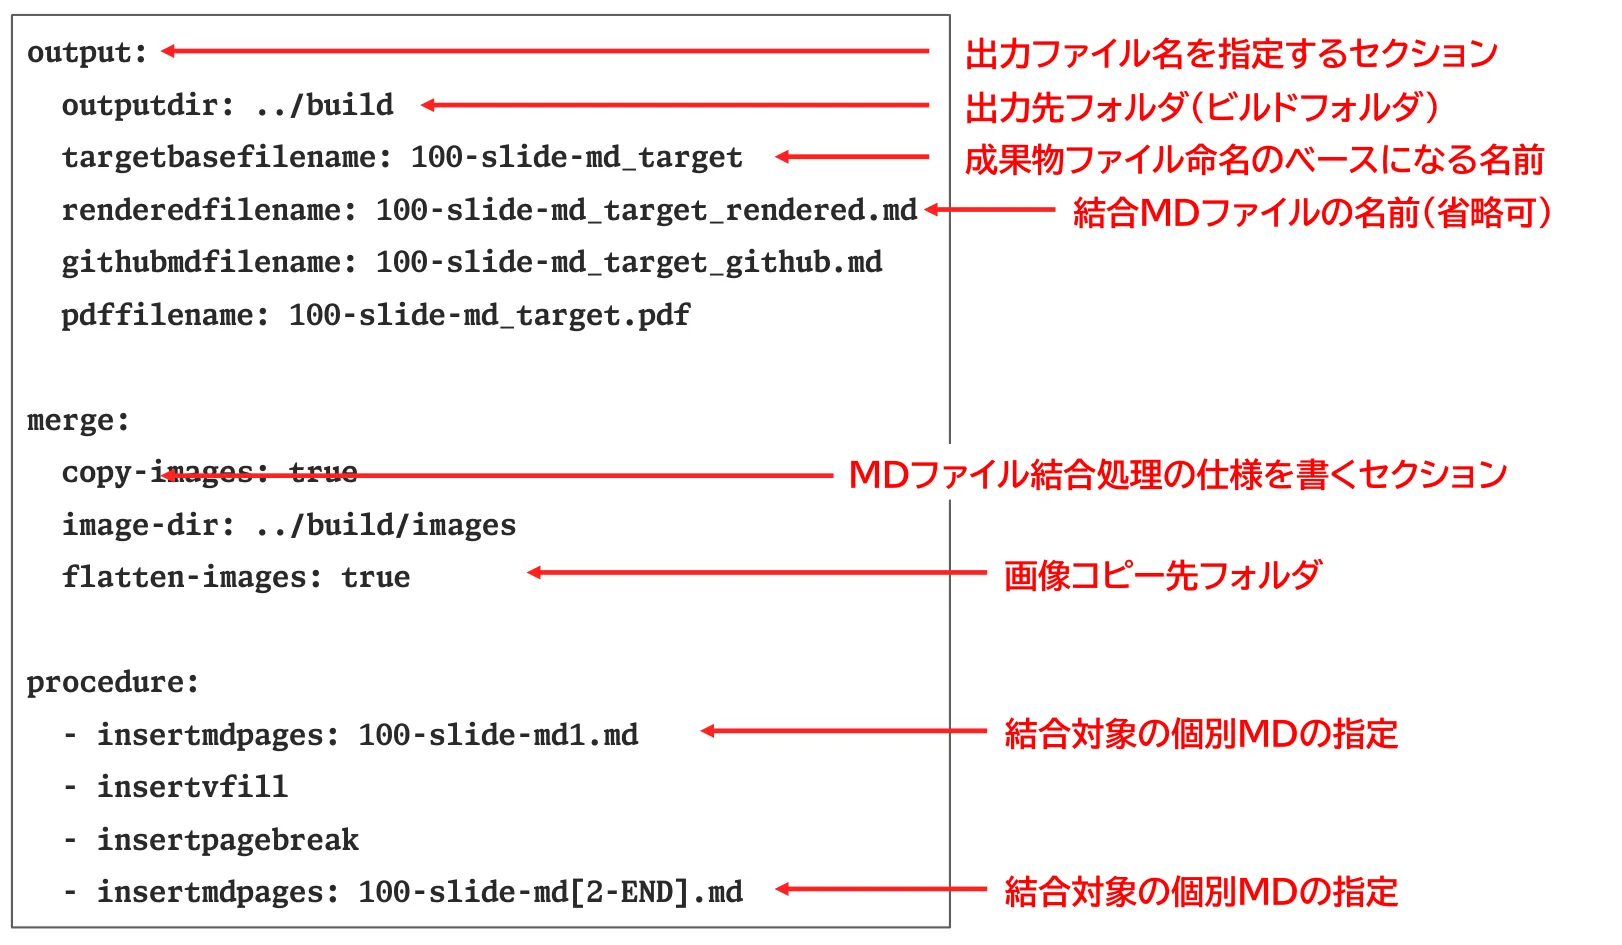 output: 出力ファイル名を指定するセクション
outputdir: ../build 出力先フォルダ(ビルドフォルダ)
targetbasefilename: 100-slide-md_target 成果物ファイル命名のベースになる名前
renderedfilename: 100-slide-md_target_rendered.md 結合MDファイルの名前(省略可)
githubmdfilename: 100-slide-md_target_github.md
pdffilename: 100-slide-md_target.pdf
merge:
copy-images: true MDファイル結合処理の仕様を書くセクション
image-dir: ../build/images
flatten-images: true 画像コピー先フォルダ
procedure:
- insertmdpages: 100-slide-md1.md 結合対象の個別MDの指定
- insertvfill
- insertpagebreak
- insertmdpages: 100-slide-md[2-END].md 結合対象の個別MDの指定